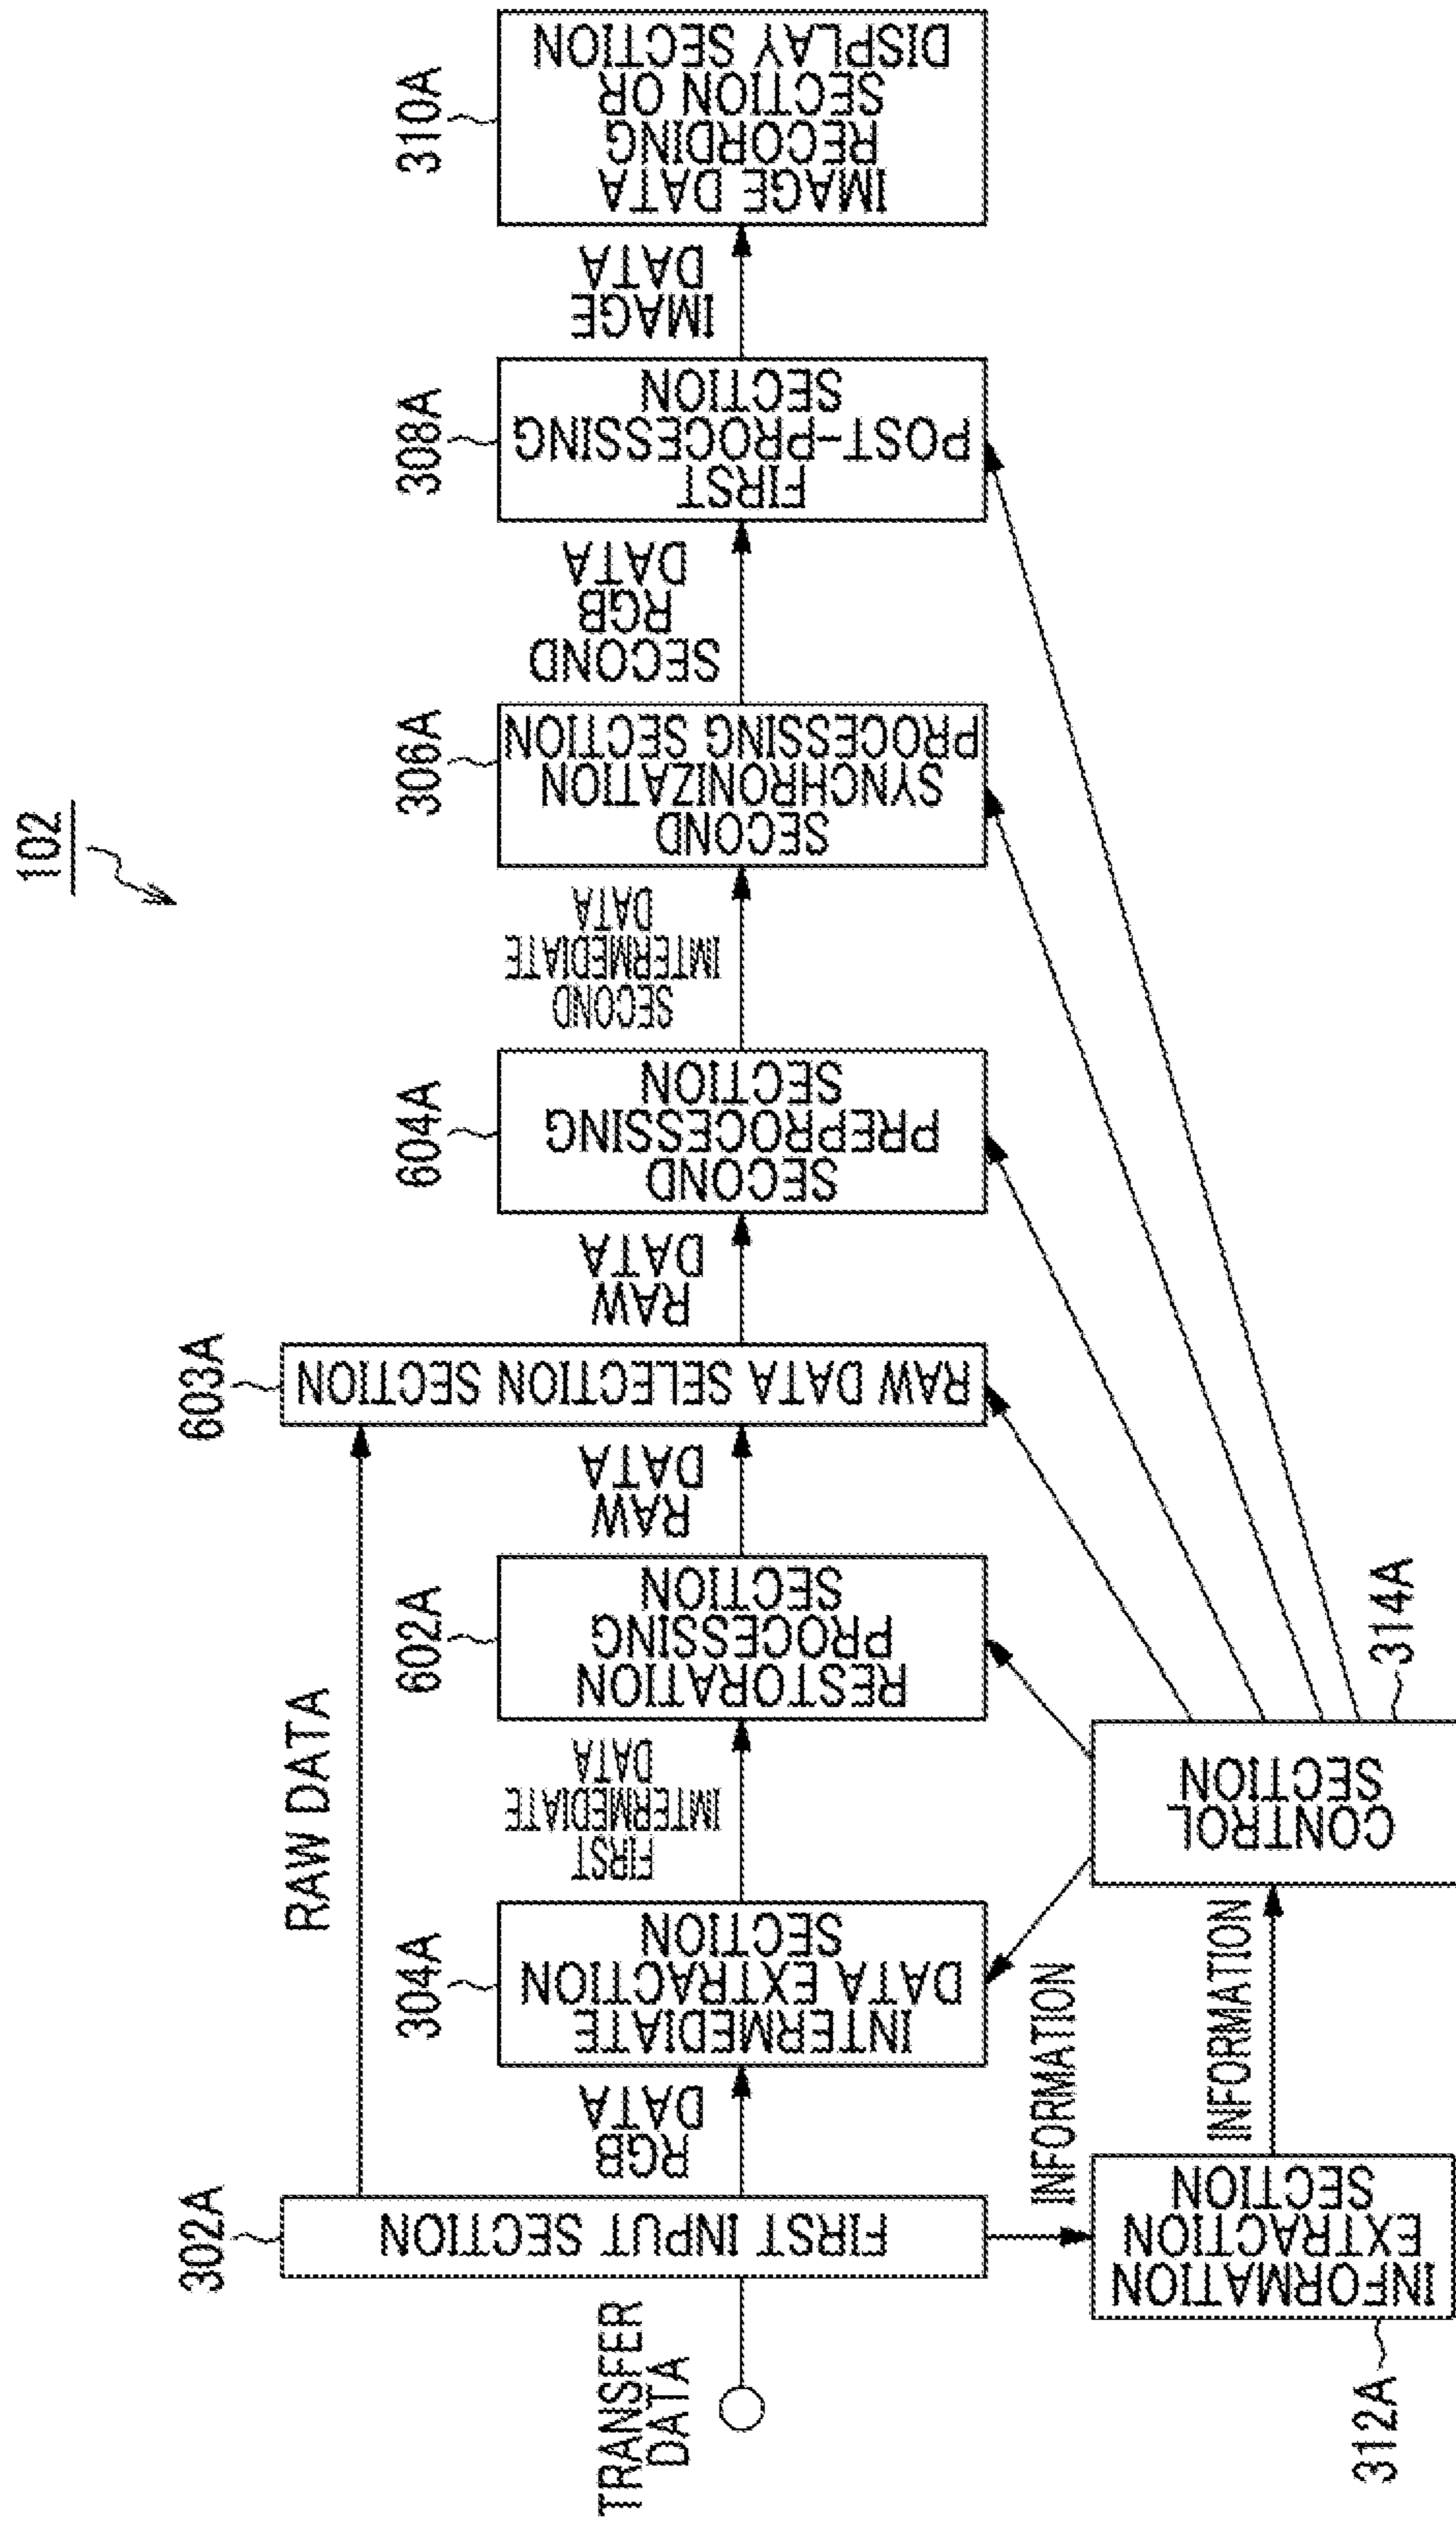 102
RAW DATA
302A
603A
304A
602A
604A
306A
308A
310A
TRANSFER
DATA
FIRST INPUT SECTION
RGB
DATA
INTERMEDIATE
DATA EXTRACTION
SECTION
FIRST
IMTERMEDIATE
DATA
RESTORATION
PROCESSING
SECTION
RAW
DATA
RAW DATA SELECTION SECTION
RAW
DATA
SECOND
PREPROCESSING
SECTION
SECOND
IMTERMEDIATE
DATA
SECOND
SYNCHRONIZATION
PROCESSING SECTION
SECOND
RGB
DATA
FIRST
POST-PROCESSING
SECTION
IMAGE
DATA
IMAGE DATA
RECORDING
SECTION OR
DISPLAY SECTION
INFORMATION
INFORMATION
EXTRACTION
SECTION
INFORMATION
CONTROL
SECTION
312A
314A